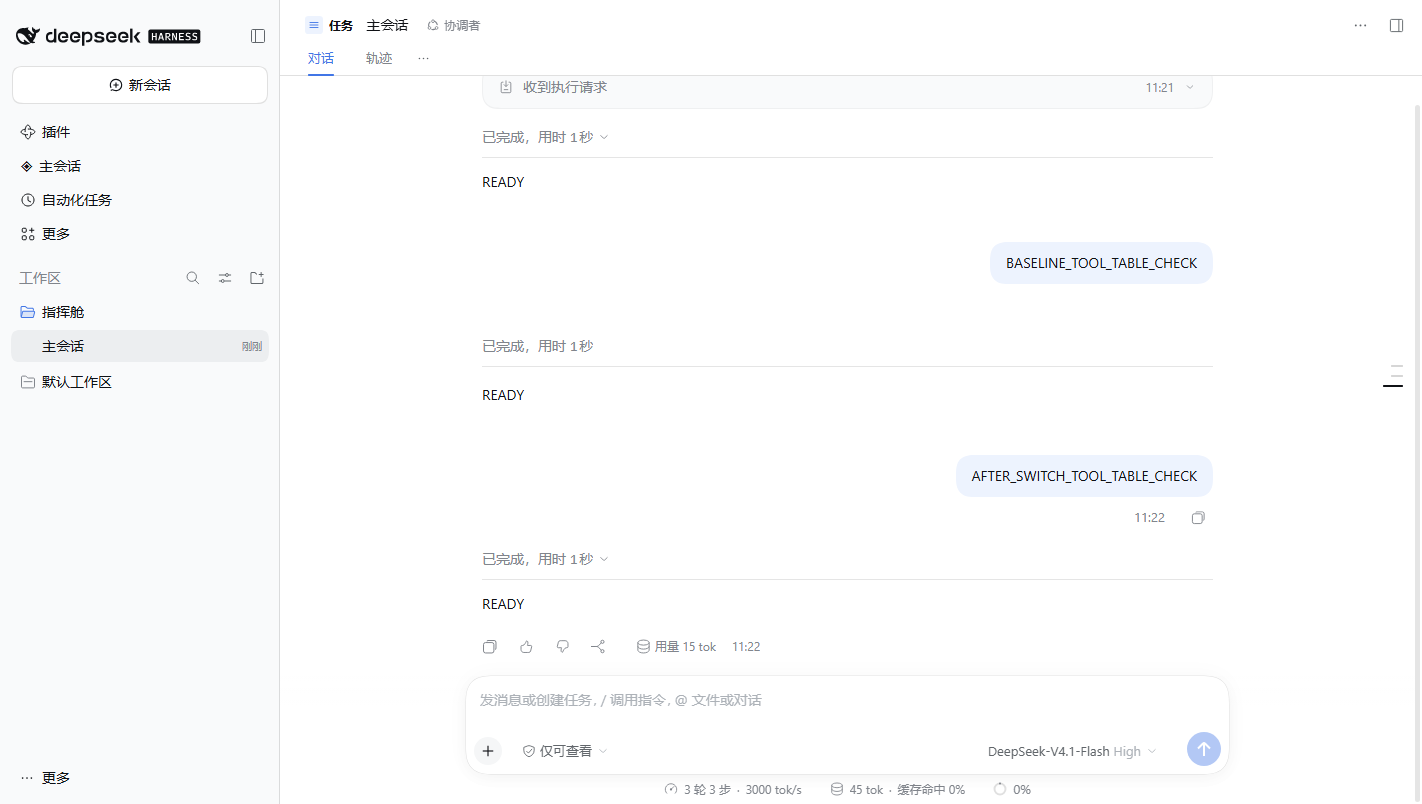 deepseek HARNESS
新会话
插件
主会话
自动化任务
更多
工作区
指挥舱
主会话 刚刚
默认工作区
更多
任务 主会话 协调者
对话 轨迹 ···
收到执行请求 11:21
已完成，用时 1 秒
READY
BASELINE_TOOL_TABLE_CHECK
已完成，用时 1 秒
READY
AFTER_SWITCH_TOOL_TABLE_CHECK
11:22
已完成，用时 1 秒
READY
用量 15 tok 11:22
发消息或创建任务, / 调用指令, @ 文件或对话
仅可查看 DeepSeek-V4.1-Flash High
3 轮 3 步 · 3000 tok/s 45 tok · 缓存命中 0% 0%